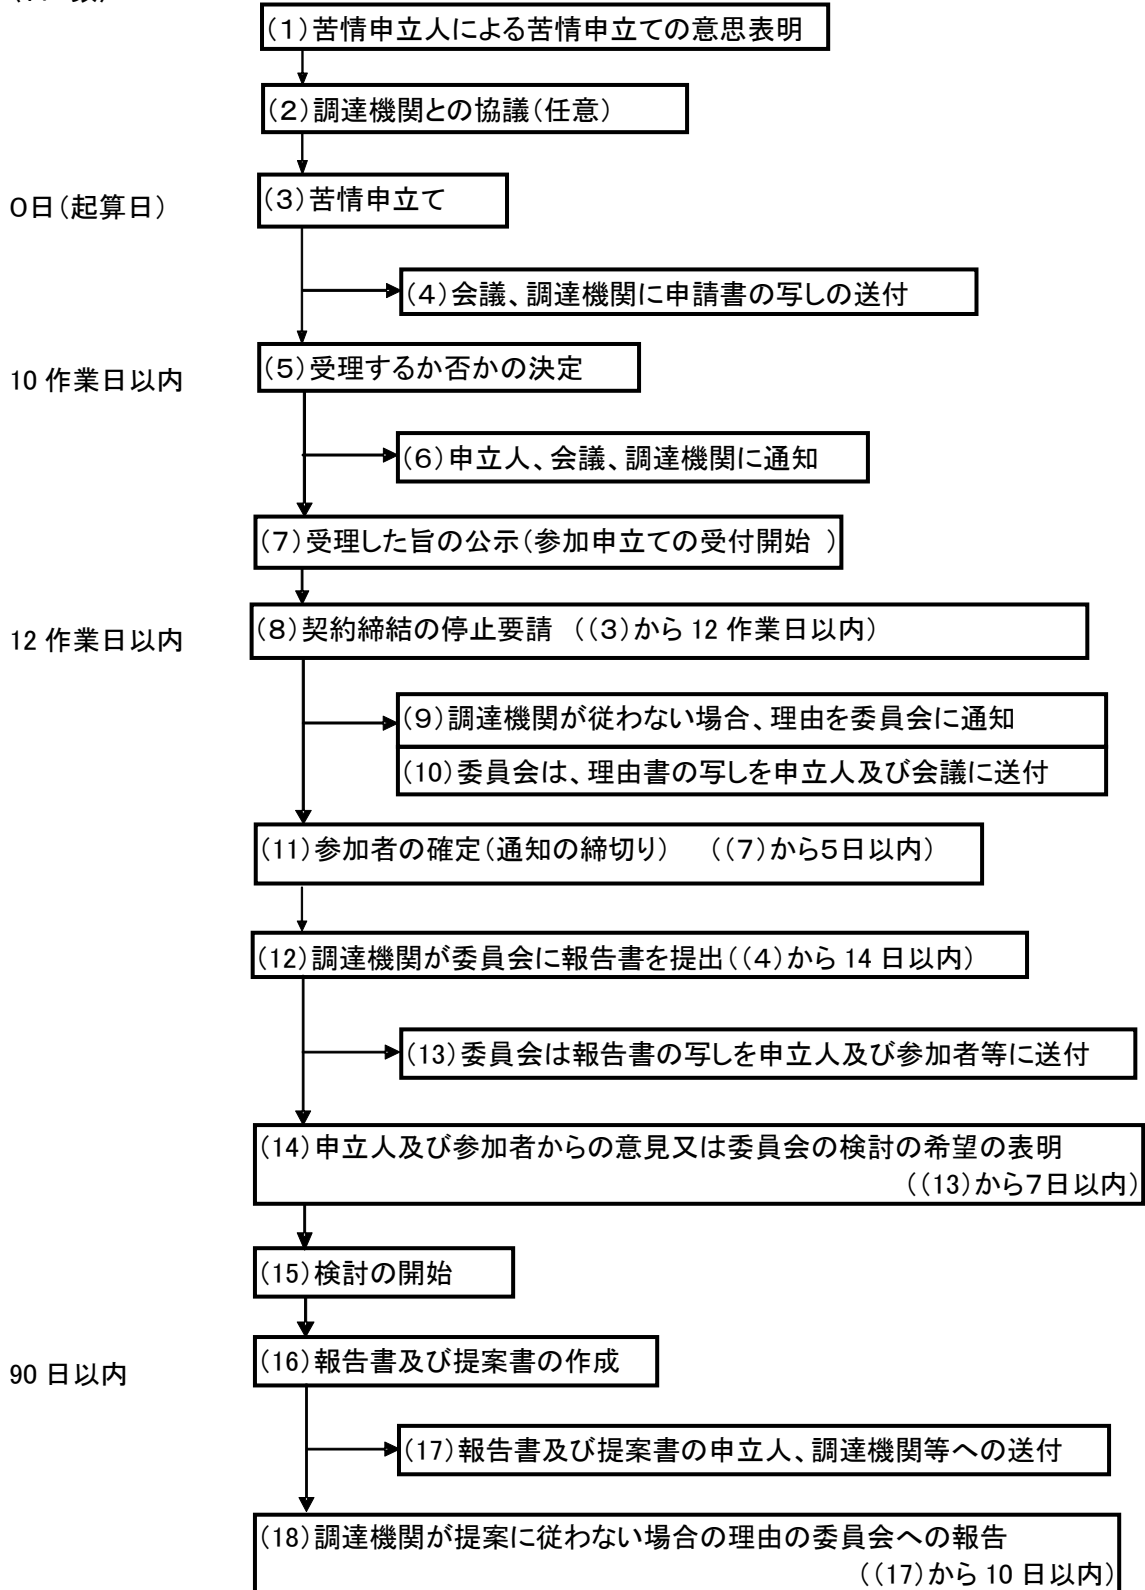 (1)苦情申立人による苦情申立ての意思表明
(2)調達機関との協議(任意)
0日(起算日)
(3)苦情申立て
(4)会議、調達機関に申請書の写しの送付
10 作業日以内
(5)受理するか否かの決定
(6)申立人、会議、調達機関に通知
(7)受理した旨の公示(参加申立ての受付開始 )
12 作業日以内
(8)契約締結の停止要請 ((3)から 12 作業日以内)
(9)調達機関が従わない場合、理由を委員会に通知
(10)委員会は、理由書の写しを申立人及び会議に送付
(11)参加者の確定(通知の締切り) ((7)から5日以内)
(12)調達機関が委員会に報告書を提出((4)から 14 日以内)
(13)委員会は報告書の写しを申立人及び参加者等に送付
(14)申立人及び参加者からの意見又は委員会の検討の希望の表明
((13)から7日以内)
(15)検討の開始
90 日以内
(16)報告書及び提案書の作成
(17)報告書及び提案書の申立人、調達機関等への送付
(18)調達機関が提案に従わない場合の理由の委員会への報告
((17)から 10 日以内)